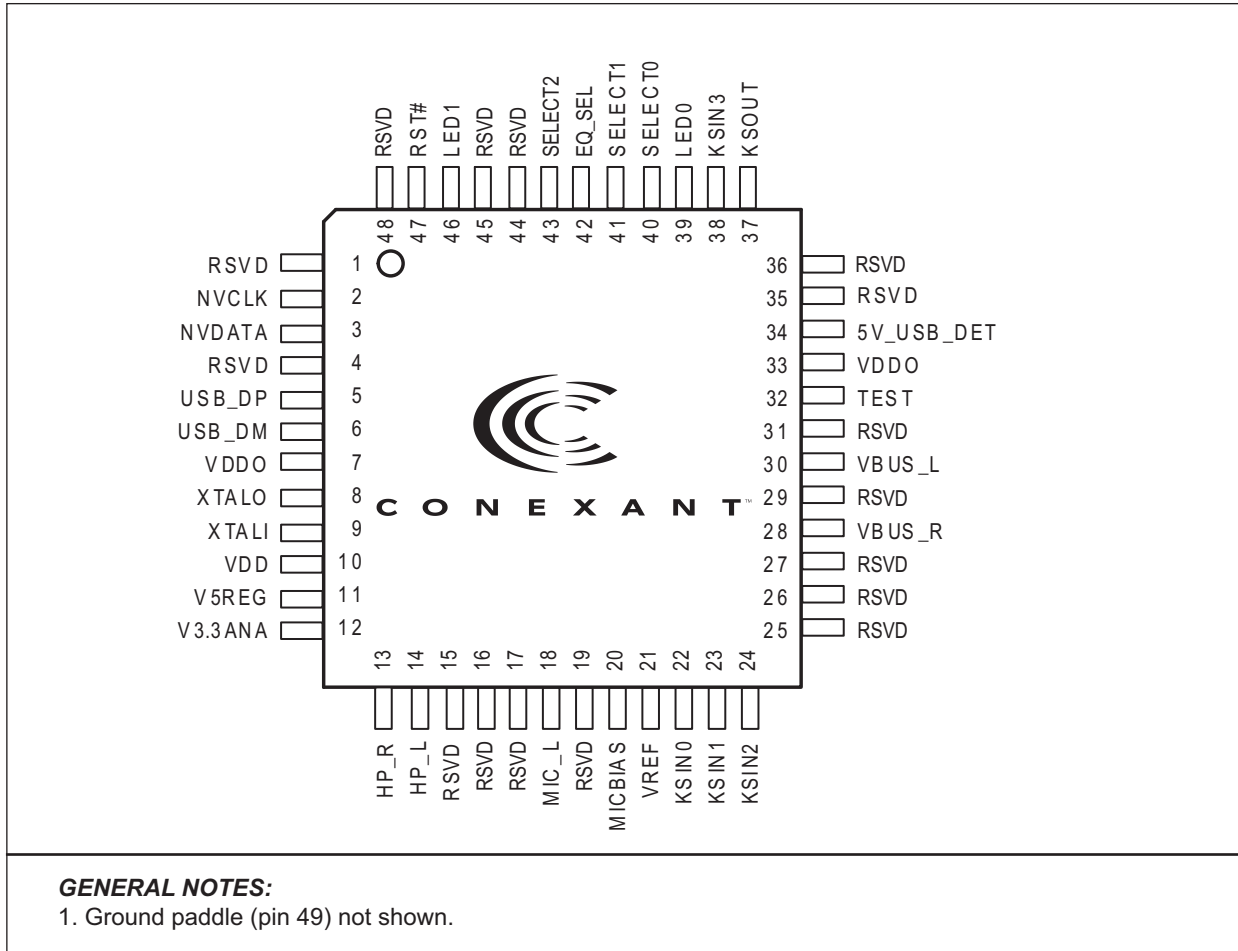 RSVD
RST#
LED1
RSVD
RSVD
SELECT2
EQ_SEL
SELECT1
SELECT0
LED0
KSIN3
KSOUT
48
47
46
45
44
43
42
41
40
39
38
37
RSVD 1
NVCLK 2
NVDATA 3
RSVD 4
USB_DP 5
USB_DM 6
VDDO 7
XTALO 8
XTALI 9
VDD 10
V5REG 11
V3.3ANA 12
CONEXANT™
36 RSVD
35 RSVD
34 5V_USB_DET
33 VDDO
32 TEST
31 RSVD
30 VBUS_L
29 RSVD
28 VBUS_R
27 RSVD
26 RSVD
25 RSVD
13
14
15
16
17
18
19
20
21
22
23
24
HP_R
HP_L
RSVD
RSVD
RSVD
MIC_L
RSVD
MICBIAS
VREF
KSIN0
KSIN1
KSIN2
GENERAL NOTES:
1. Ground paddle (pin 49) not shown.